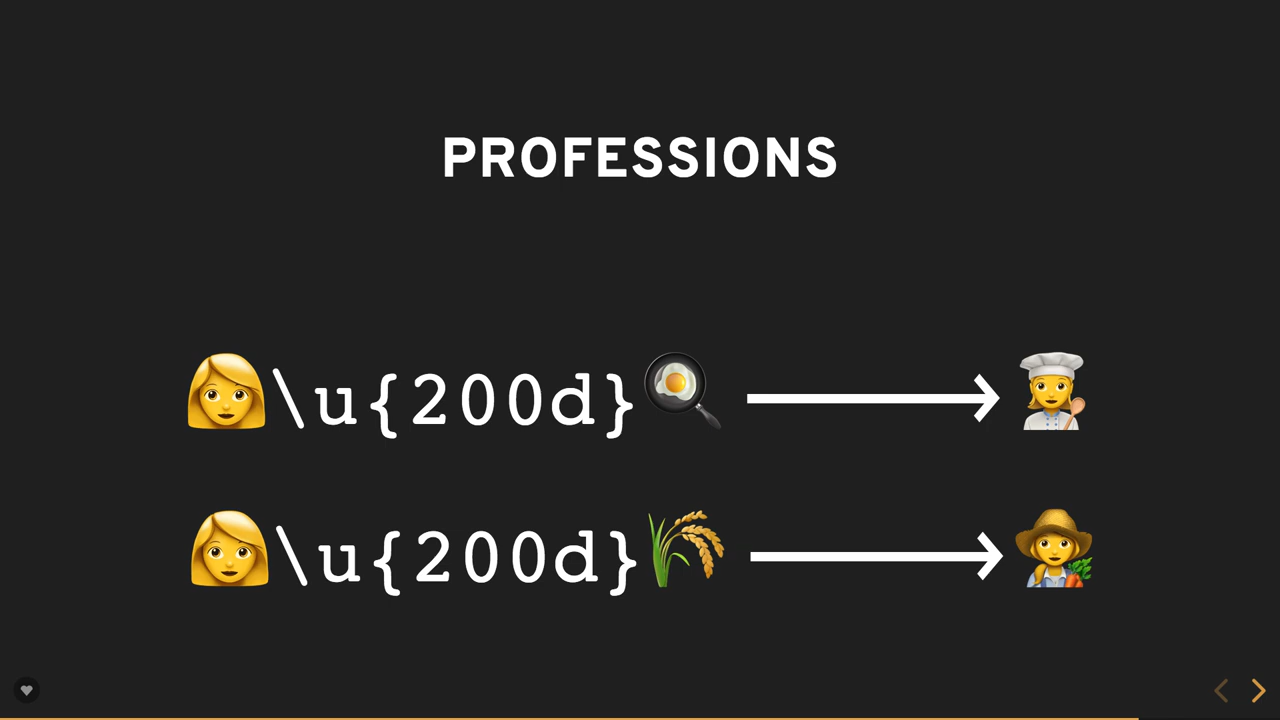 PROFESSIONS
👩\u{200d}🍳 ⟶ 👩‍🍳
👩\u{200d}🌾 ⟶ 👩‍🌾